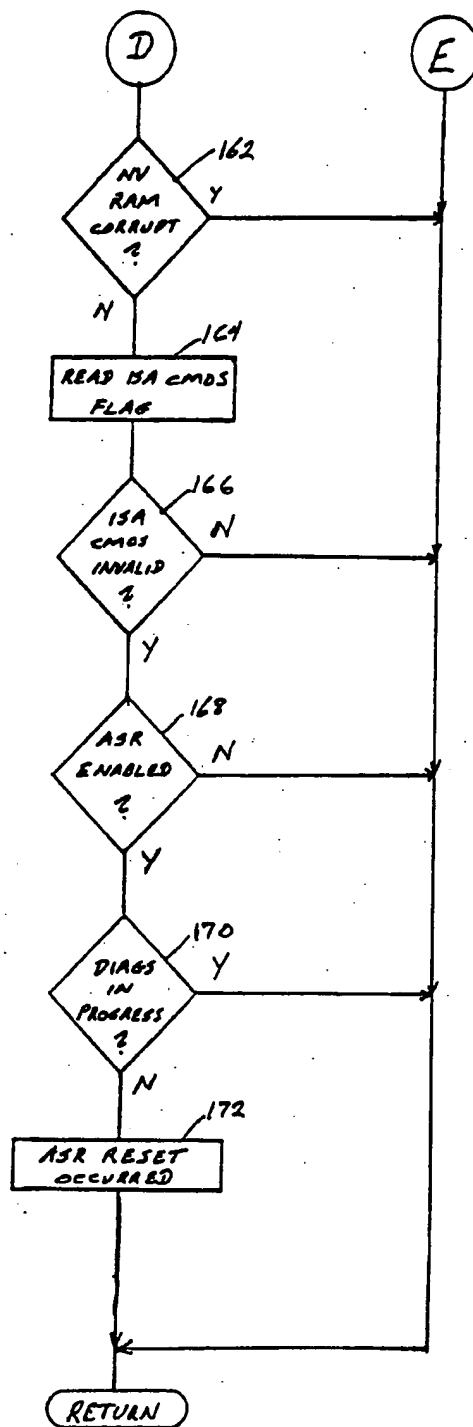 D
E
162
NV
RAM
CORRUPT
?
Y
N
164
READ ISA CMOS
FLAG
166
ISA
CMOS
INVALID
?
N
Y
168
ASR
ENABLED
?
N
Y
170
DIAGS
IN
PROGRESS
?
Y
N
172
ASR RESET
OCCURRED
RETURN